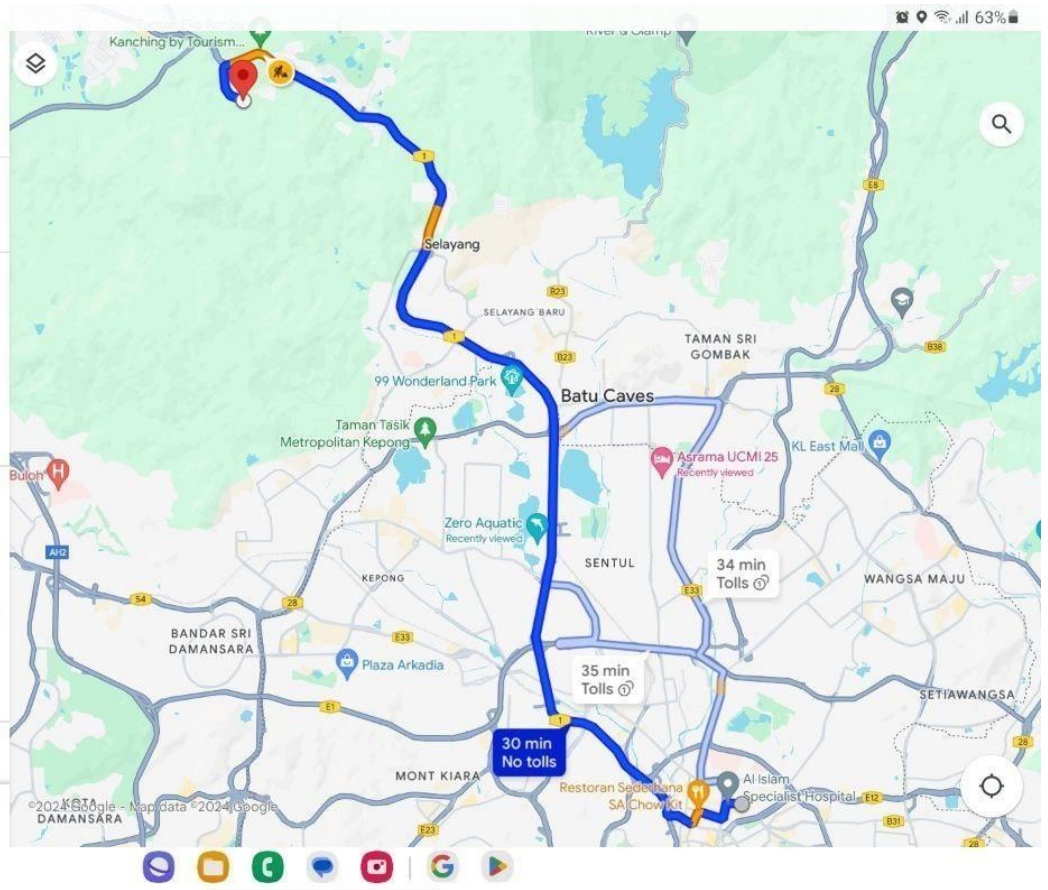 63%
Kanching by Tourism...
River & Glamp
1
E8
Selayang
B23
SELAYANG BARU
1
TAMAN SRI
GOMBAK
B38
B23
99 Wonderland Park
28
Batu Caves
Taman Tasik
Metropolitan Kepong
KL East Mall
Asrama UCMI 25
Recently viewed
Buloh
H
Zero Aquatic
Recently viewed
AH2
SENTUL
34 min
Tolls
KEPONG
WANGSA MAJU
E33
54
28
BANDAR SRI
DAMANSARA
E33
Plaza Arkadia
35 min
Tolls
SETIAWANGSA
E1
1
30 min
No tolls
28
MONT KIARA
Restoran Sederhana
SA Chow Kit
Al Islam
Specialist Hospital
E12
©2024 Google - Map data ©2024 Google
KOTA
DAMANSARA
B31
E23
28